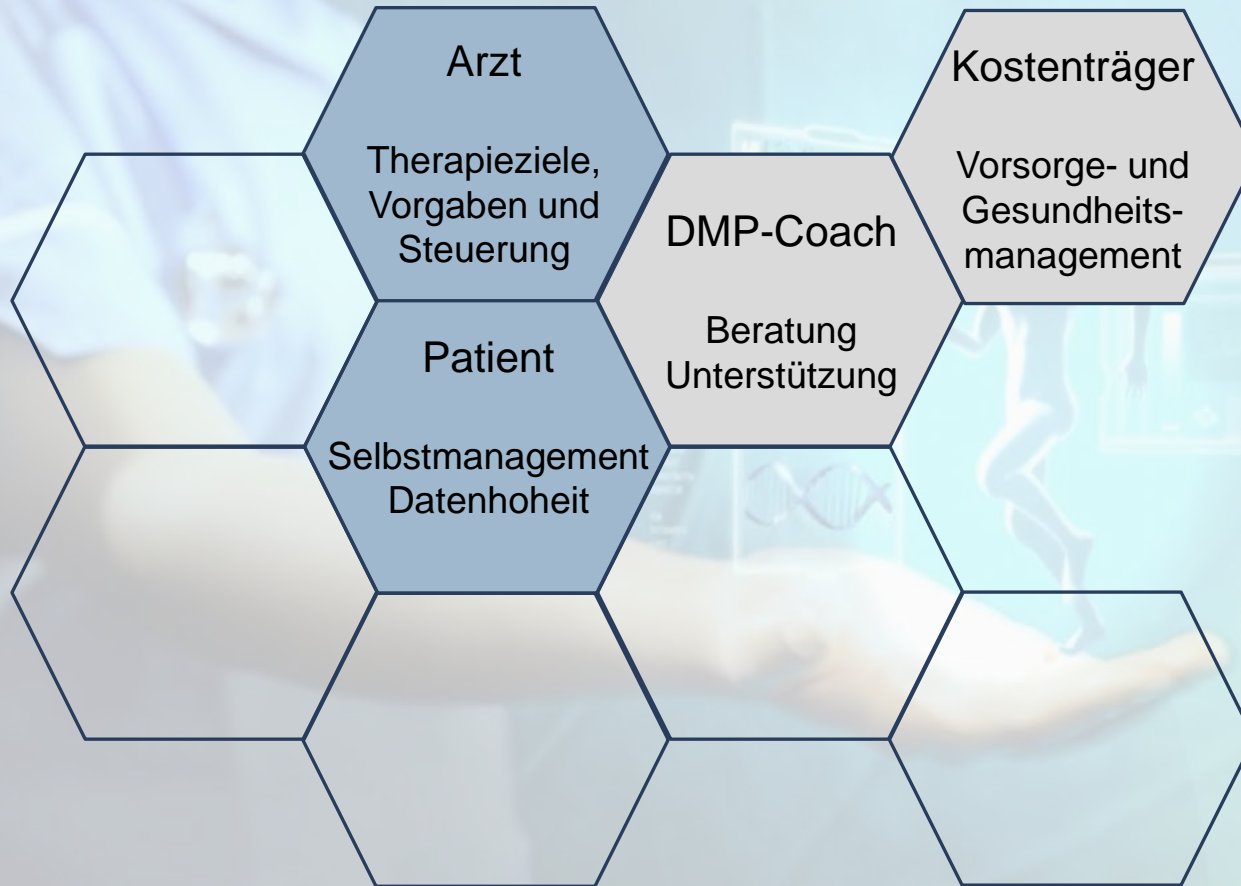 Arzt
Therapieziele,
Vorgaben und
Steuerung
Kostenträger
Vorsorge- und
Gesundheits-
management
DMP-Coach
Beratung
Unterstützung
Patient
Selbstmanagement
Datenhoheit